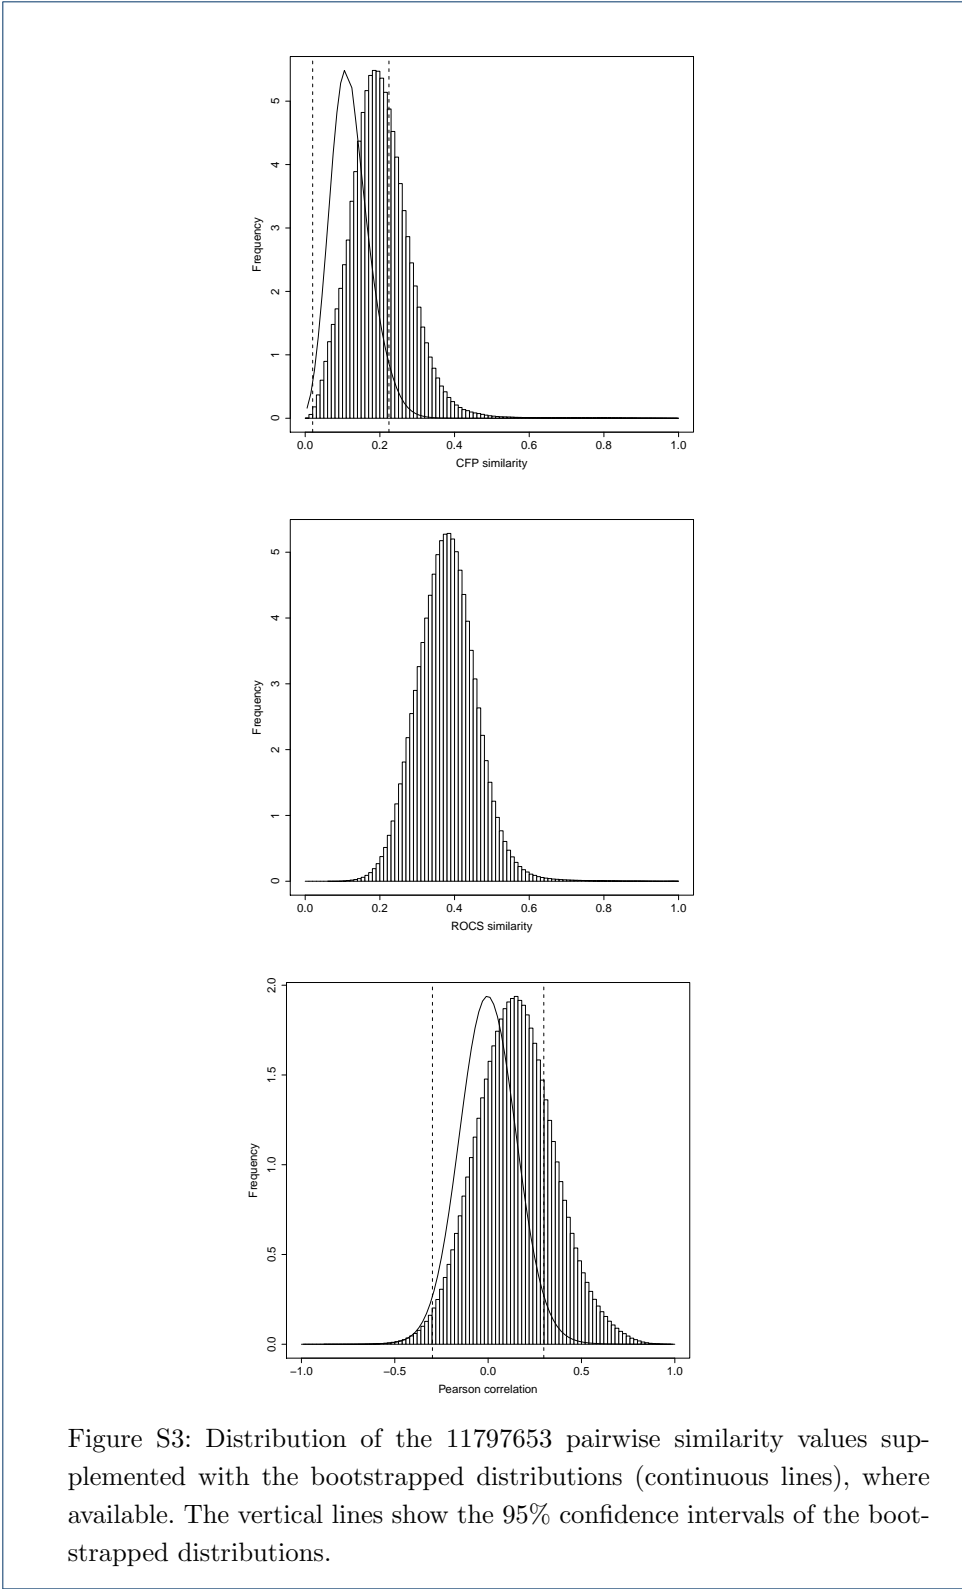 0 1 2 3 4 5
Frequency
0.0 0.2 0.4 0.6 0.8 1.0
CFP similarity
0 1 2 3 4 5
Frequency
0.0 0.2 0.4 0.6 0.8 1.0
ROCS similarity
0.0 0.5 1.0 1.5 2.0
Frequency
−1.0 −0.5 0.0 0.5 1.0
Pearson correlation
Figure S3: Distribution of the 11797653 pairwise similarity values sup-
plemented with the bootstrapped distributions (continuous lines), where
available. The vertical lines show the 95% confidence intervals of the boot-
strapped distributions.